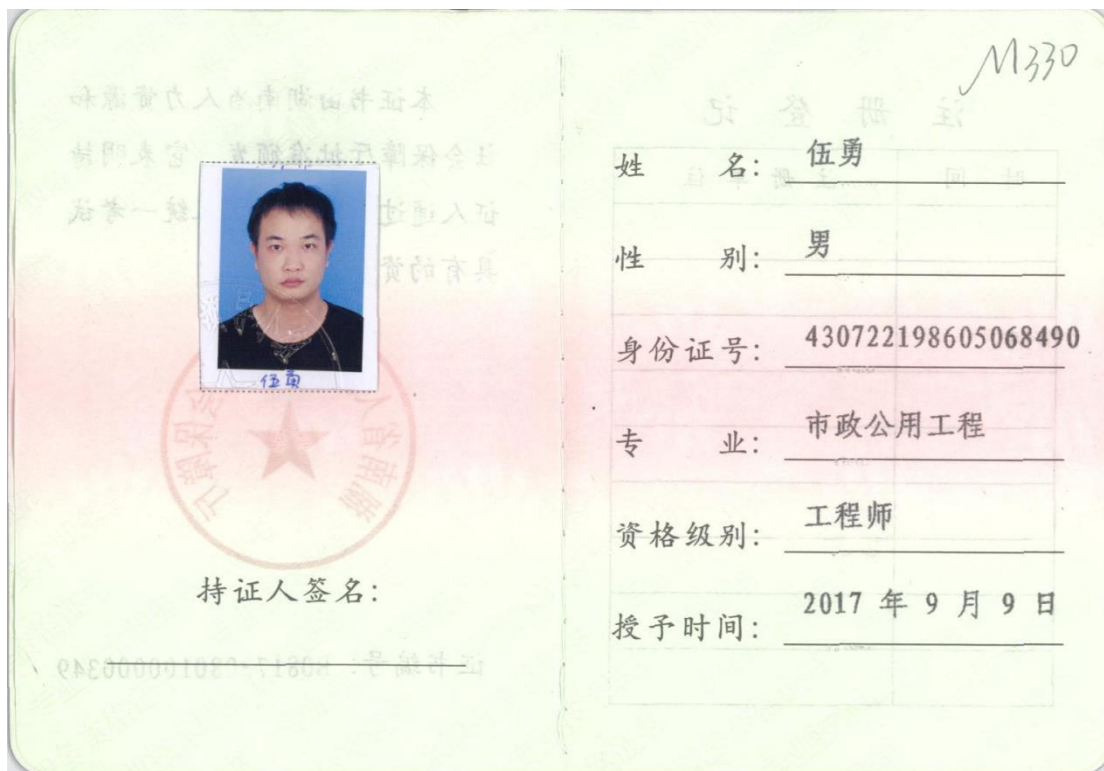 M330
伍勇
持证人签名:
姓 名: 伍勇
性 别: 男
身份证号: 430722198605068490
专 业: 市政公用工程
资格级别: 工程师
授予时间: 2017 年 9 月 9 日